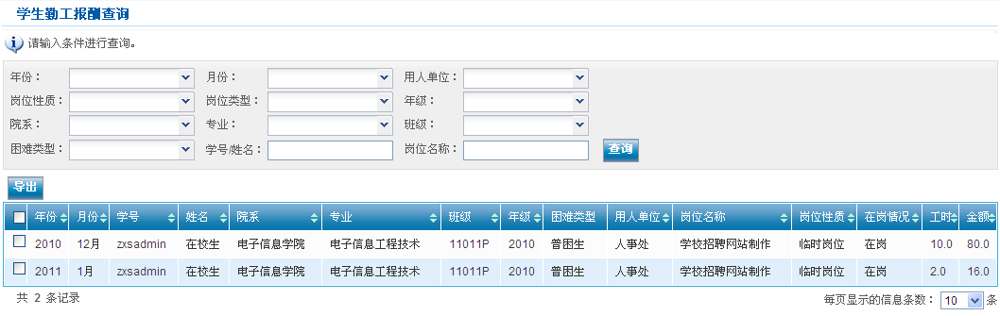 学生勤工报酬查询
请输入条件进行查询。
年份： 月份： 用人单位：
岗位性质： 岗位类型： 年级：
院系： 专业： 班级：
困难类型： 学号/姓名： 岗位名称： 查询
导出
年份 月份 学号 姓名 院系 专业 班级 年级 困难类型 用人单位 岗位名称 岗位性质 在岗情况 工时 金额
2010 12月 zxsadmin 在校生 电子信息学院 电子信息工程技术 11011P 2010 普困生 人事处 学校招聘网站制作 临时岗位 在岗 10.0 80.0
2011 1月 zxsadmin 在校生 电子信息学院 电子信息工程技术 11011P 2010 普困生 人事处 学校招聘网站制作 临时岗位 在岗 2.0 16.0
共 2 条记录 每页显示的信息条数： 10 条